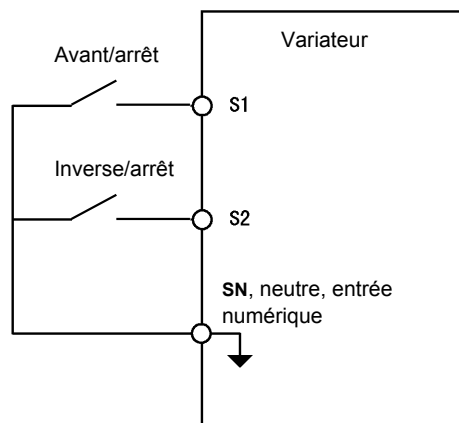 Variateur
Avant/arrêt
S1
Inverse/arrêt
S2
SN, neutre, entrée
numérique